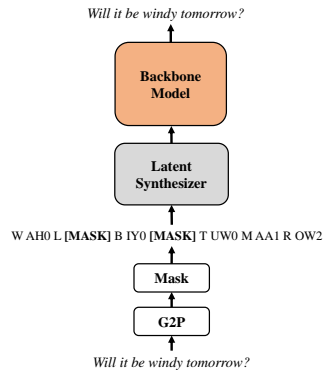 Will it be windy tomorrow?
Backbone
Model
Latent
Synthesizer
W AH0 L [MASK] B IY0 [MASK] T UW0 M AA1 R OW2
Mask
G2P
Will it be windy tomorrow?